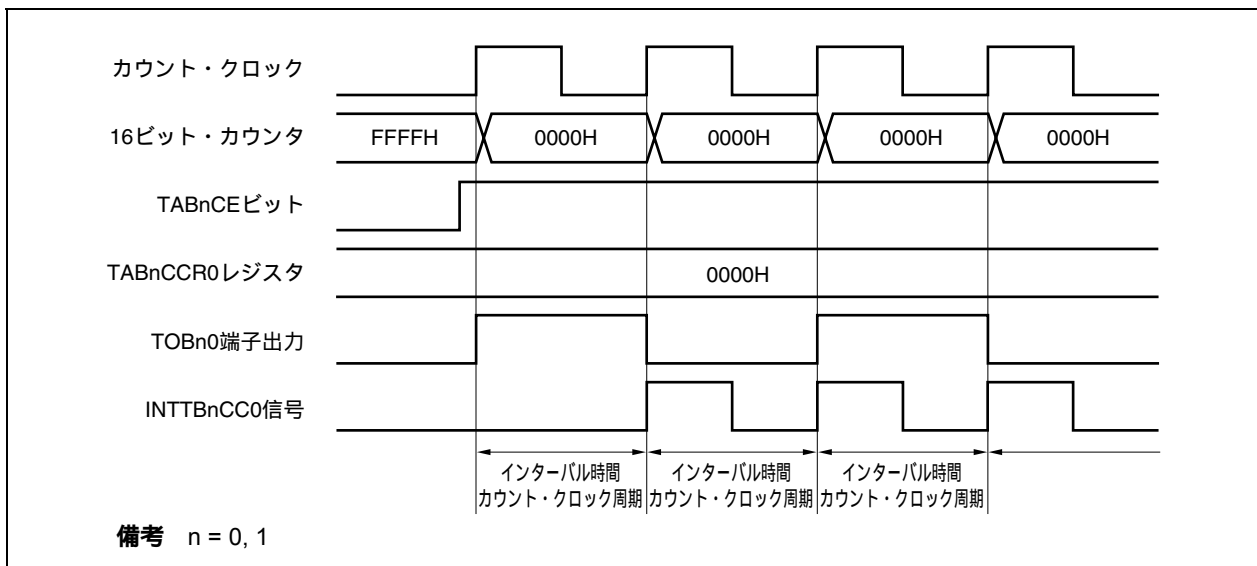 カウント・クロック
16ビット・カウンタ FFFFH 0000H 0000H 0000H 0000H
TABnCEビット
TABnCCR0レジスタ 0000H
TOBn0端子出力
INTTBnCC0信号
インターバル時間 インターバル時間 インターバル時間
カウント・クロック周期 カウント・クロック周期 カウント・クロック周期
備考 n = 0, 1